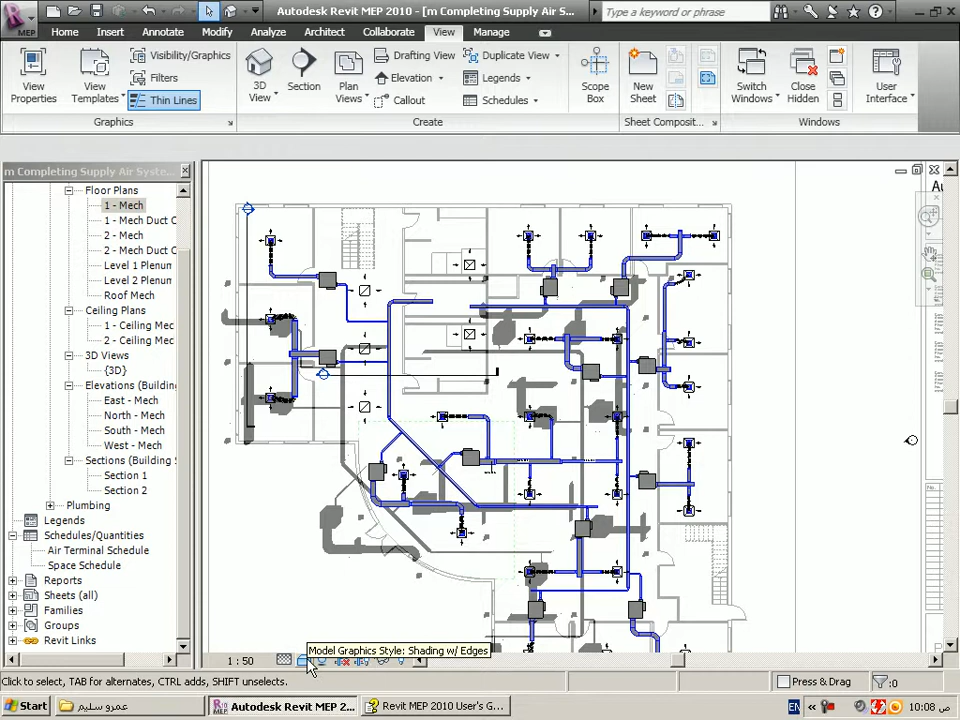 Autodesk Revit MEP 2010 - [m Completing Supply Air S...
Type a keyword or phrase
MEP
Home Insert Annotate Modify Analyze Architect Collaborate View Manage
View Properties
View Templates
Visibility/Graphics
Filters
Thin Lines
3D View
Section
Plan Views
Drafting View
Elevation
Callout
Duplicate View
Legends
Schedules
Scope Box
New Sheet
Switch Windows
Close Hidden
User Interface
Graphics Create Sheet Composit... Windows
m Completing Supply Air Syste...
Floor Plans
1 - Mech
1 - Mech Duct C
2 - Mech
2 - Mech Duct C
Level 1 Plenum
Level 2 Plenum
Roof Mech
Ceiling Plans
1 - Ceiling Mec
2 - Ceiling Mec
3D Views
{3D}
Elevations (Building
East - Mech
North - Mech
South - Mech
West - Mech
Sections (Building S
Section 1
Section 2
Plumbing
Legends
Schedules/Quantities
Air Terminal Schedule
Space Schedule
Reports
Sheets (all)
Families
Groups
Revit Links
Model Graphics Style: Shading w/ Edges
1 : 50
Click to select, TAB for alternates, CTRL adds, SHIFT unselects.
Press & Drag
:0
Start
عمرو سليم
Autodesk Revit MEP 2...
Revit MEP 2010 User's G...
EN
10:08 ص